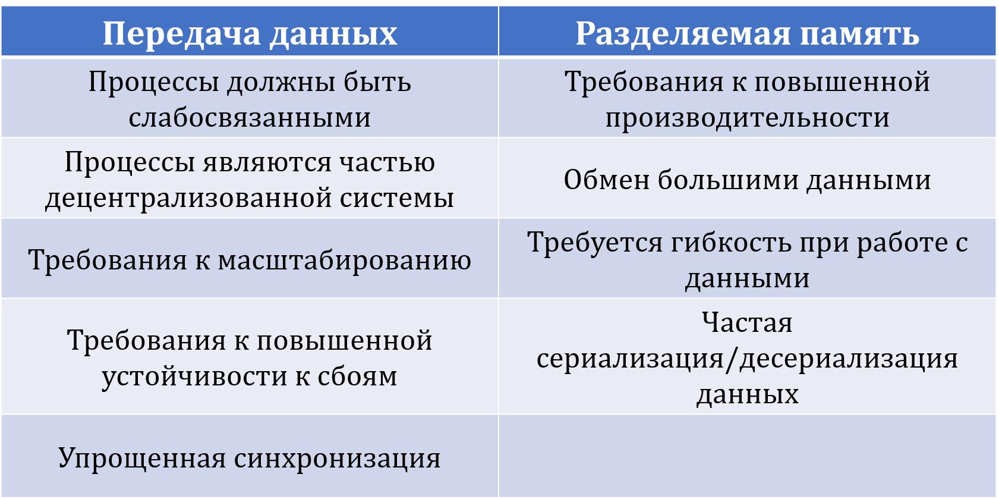 Передача данных
Разделяемая память
Процессы должны быть
слабосвязанными
Требования к повышенной
производительности
Процессы являются частью
децентрализованной системы
Обмен большими данными
Требования к масштабированию
Требуется гибкость при работе с
данными
Требования к повышенной
устойчивости к сбоям
Частая
сериализация/десериализация
данных
Упрощенная синхронизация